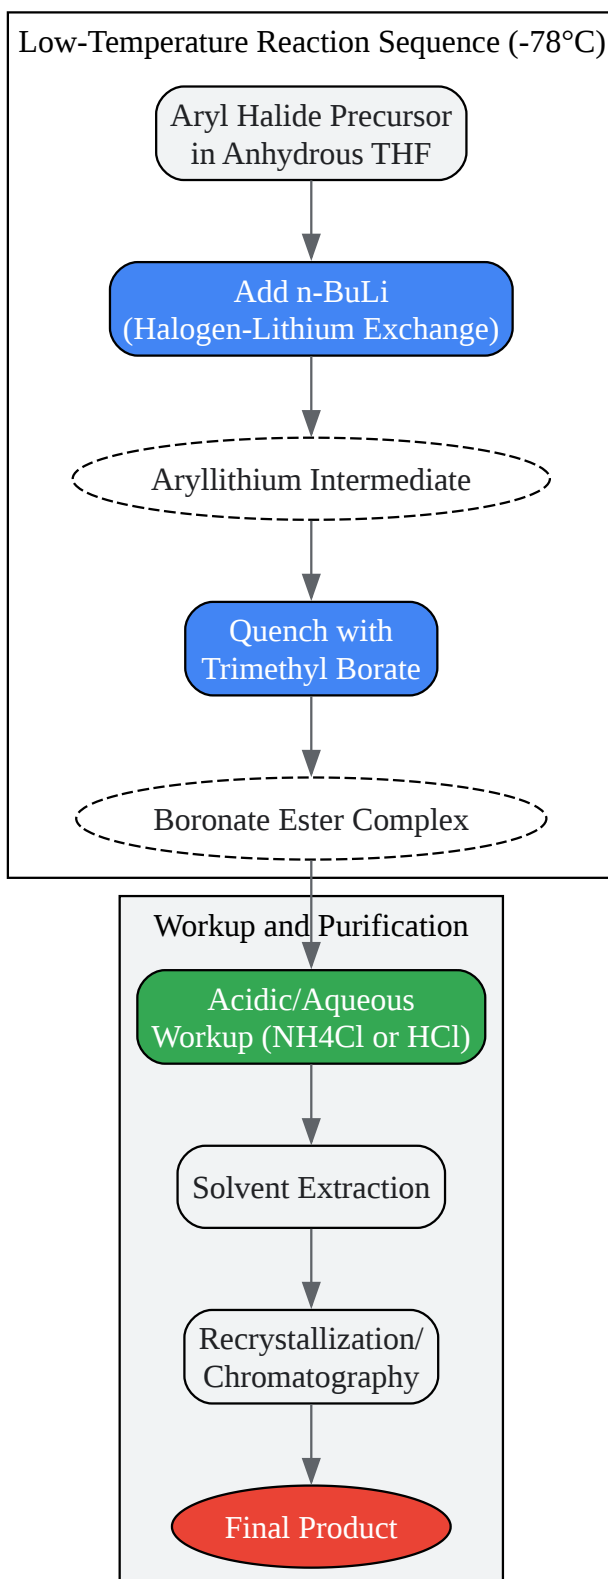 Low-Temperature Reaction Sequence (-78°C)
Aryl Halide Precursor
in Anhydrous THF
Add n-BuLi
(Halogen-Lithium Exchange)
Aryllithium Intermediate
Quench with
Trimethyl Borate
Boronate Ester Complex
Workup and Purification
Acidic/Aqueous
Workup (NH4Cl or HCl)
Solvent Extraction
Recrystallization/
Chromatography
Final Product